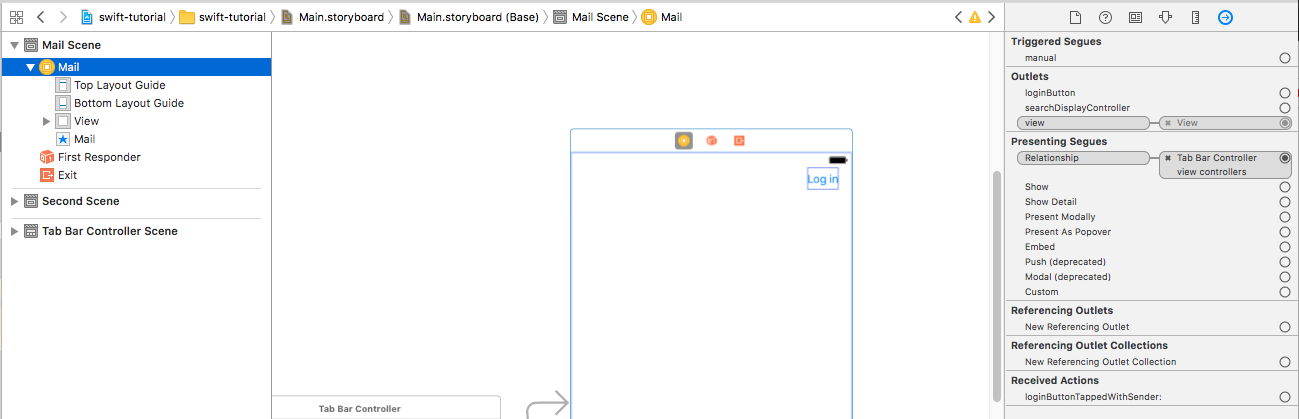 swift-tutorial
swift-tutorial
Main.storyboard
Main.storyboard (Base)
Mail Scene
Mail
Mail Scene
Mail
Top Layout Guide
Bottom Layout Guide
View
Mail
First Responder
Exit
Second Scene
Tab Bar Controller Scene
Log in
Tab Bar Controller
Triggered Segues
manual
Outlets
loginButton
searchDisplayController
view
View
Presenting Segues
Relationship
Tab Bar Controller
view controllers
Show
Show Detail
Present Modally
Present As Popover
Embed
Push (deprecated)
Modal (deprecated)
Custom
Referencing Outlets
New Referencing Outlet
Referencing Outlet Collections
New Referencing Outlet Collection
Received Actions
loginButtonTappedWithSender: